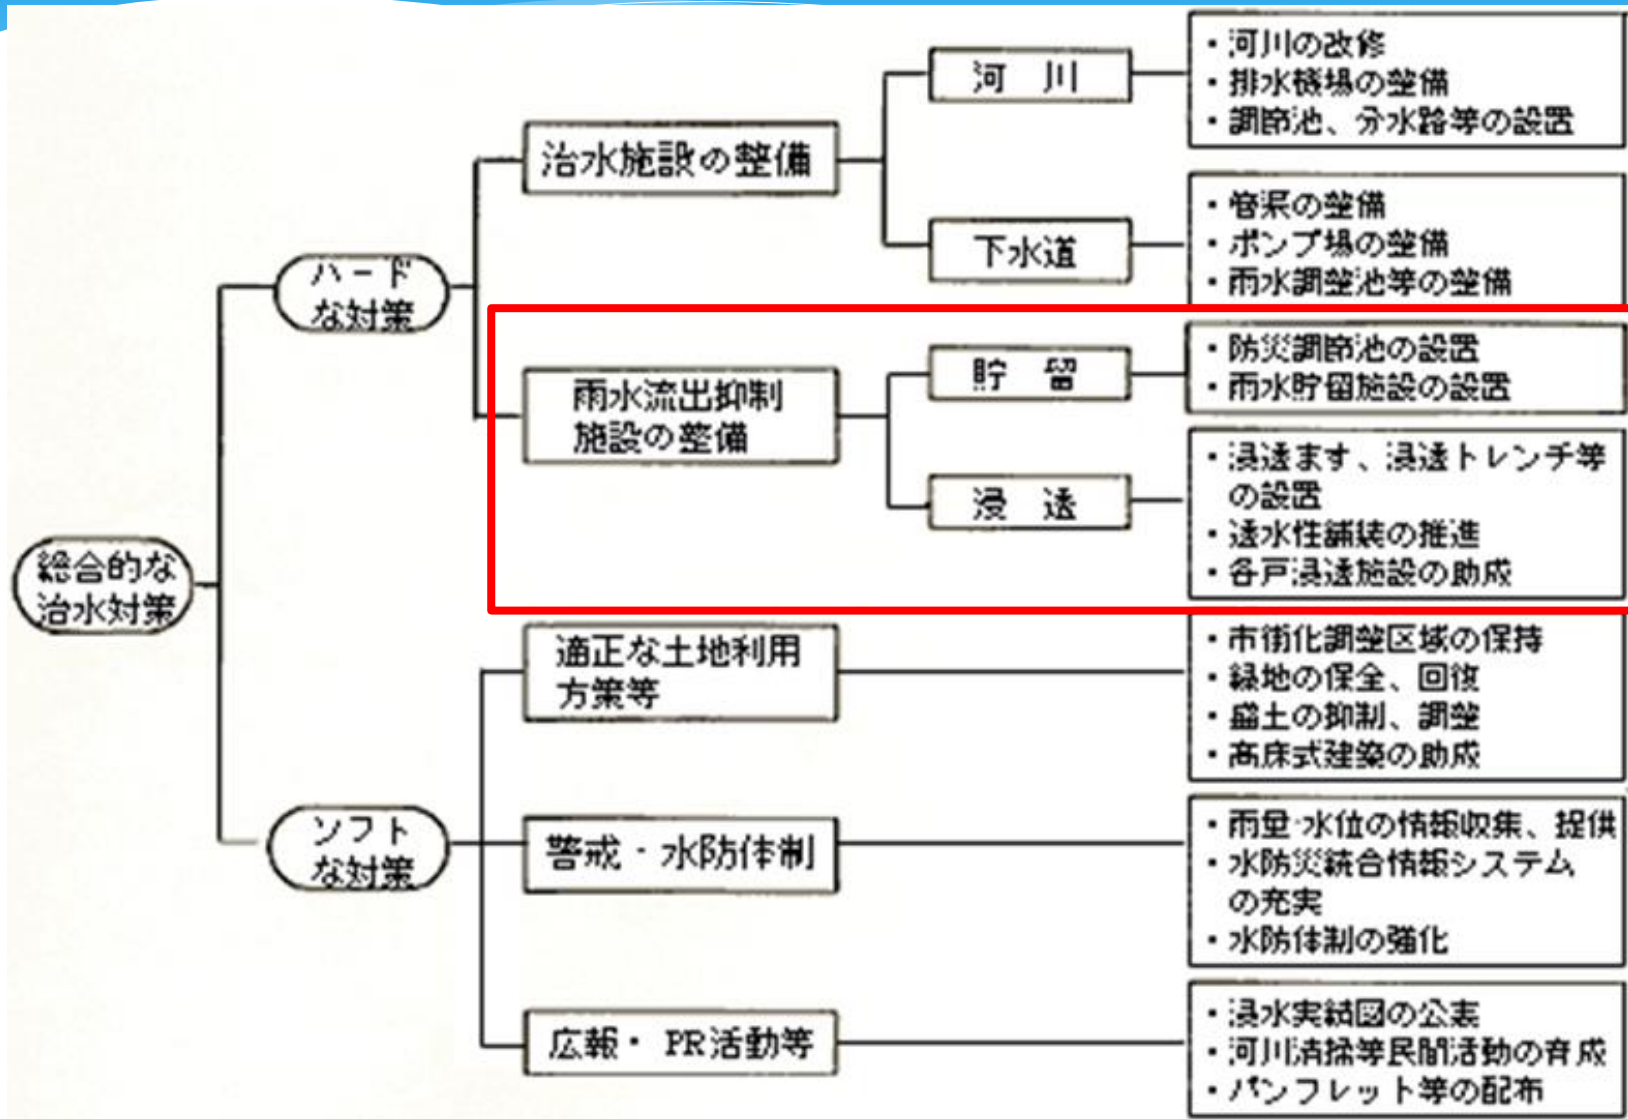 総合的な
治水対策
ハード
な対策
治水施設の整備
河 川
・河川の改修
・排水機場の整備
・調節池、分水路等の設置
下水道
・管渠の整備
・ポンプ場の整備
・雨水調整池等の整備
雨水流出抑制
施設の整備
貯 留
・防災調節池の設置
・雨水貯留施設の設置
浸 透
・浸透ます、浸透トレンチ等
の設置
・透水性舗装の推進
・各戸浸透施設の助成
ソフト
な対策
適正な土地利用
方策等
・市街化調整区域の保持
・緑地の保全、回復
・盛土の抑制、調整
・高床式建築の助成
警戒・水防体制
・雨量・水位の情報収集、提供
・水防災統合情報システム
の充実
・水防体制の強化
広報・PR活動等
・浸水実績図の公表
・河川清掃等民間活動の育成
・パンフレット等の配布